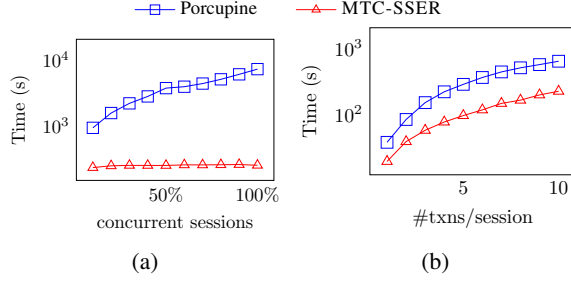 Porcupine MTC-SSER
Time (s)
10^4
10^3
50% 100%
concurrent sessions
(a)
Time (s)
10^3
10^2
5 10
#txns/session
(b)